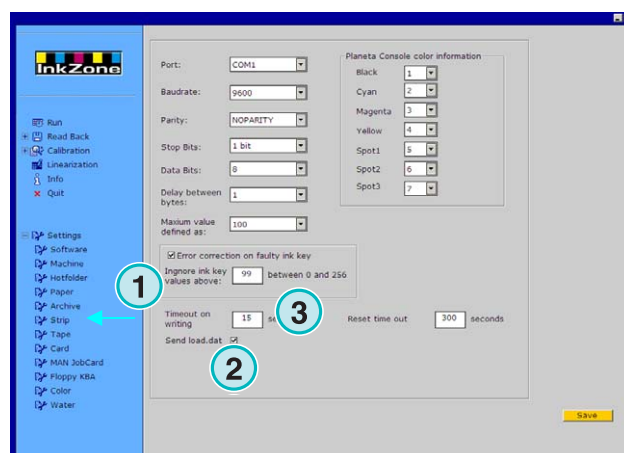 InkZone
Run
Read Back
Calibration
Linearization
Info
Quit
Settings
Software
Machine
Hotfolder
Paper
Archive
Strip
Tape
Card
MAN JobCard
Floppy KBA
Color
Water
Port: COM1
Baudrate: 9600
Parity: NOPARITY
Stop Bits: 1 bit
Data Bits: 8
Delay between
bytes: 1
Maxium value
defined as: 100
Planeta Console color information
Black 1
Cyan 2
Magenta 3
Yellow 4
Spot1 5
Spot2 6
Spot3 7
Error correction on faulty ink key
Ingnore ink key
values above: 99 between 0 and 256
Timeout on
writing 15
Reset time out 300 seconds
Send load.dat
1
2
3
Save